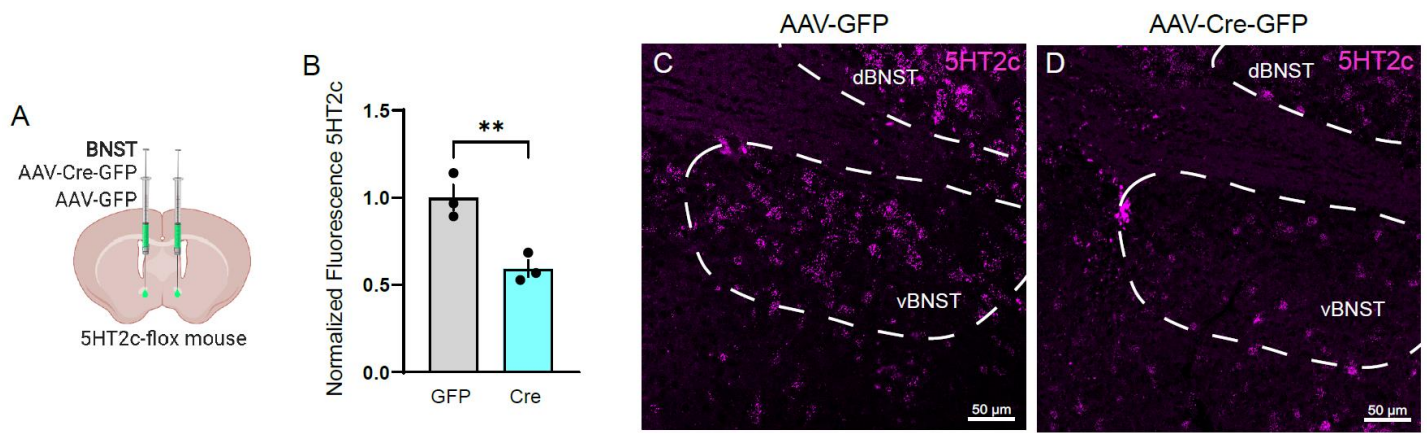 A
BNST
AAV-Cre-GFP
AAV-GFP
5HT2c-flox mouse
B
Normalized Fluorescence 5HT2c
1.5
1.0
0.5
0.0
**
GFP
Cre
AAV-GFP
C
5HT2c
dBNST
vBNST
50 µm
AAV-Cre-GFP
D
5HT2c
dBNST
vBNST
50 µm